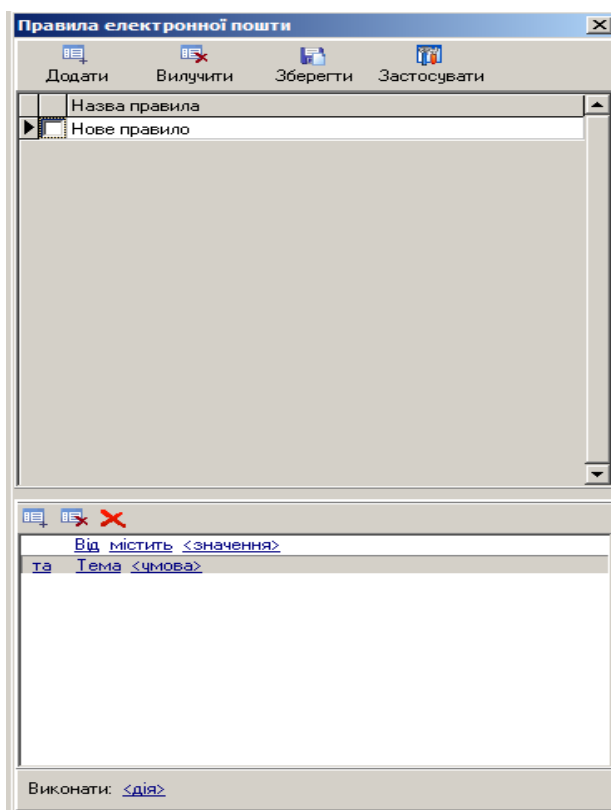 Правила електронної пошти
Додати Вилучити Зберегти Застосувати
Назва правила
Нове правило
Від містить <значення>
та Тема <умова>
Виконати: <дія>